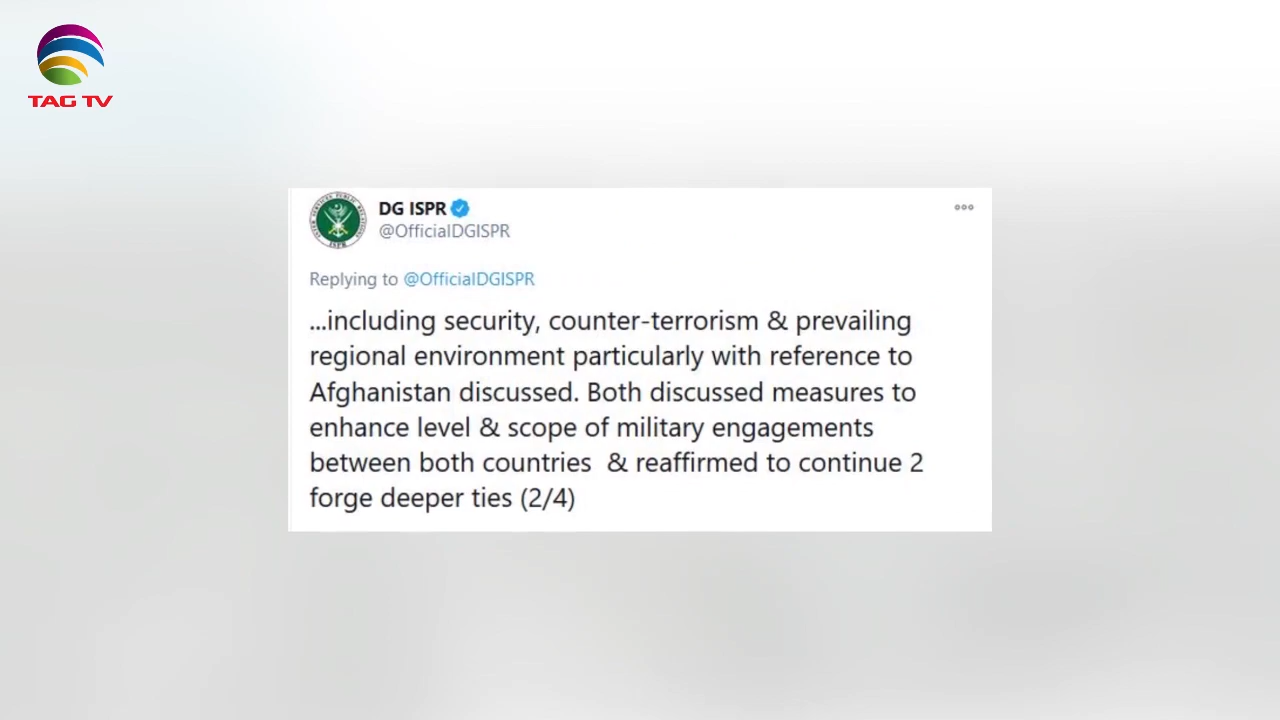 TAG TV
DG ISPR
@OfficialDGISPR
Replying to @OfficialDGISPR
...including security, counter-terrorism & prevailing
regional environment particularly with reference to
Afghanistan discussed. Both discussed measures to
enhance level & scope of military engagements
between both countries  & reaffirmed to continue 2
forge deeper ties (2/4)